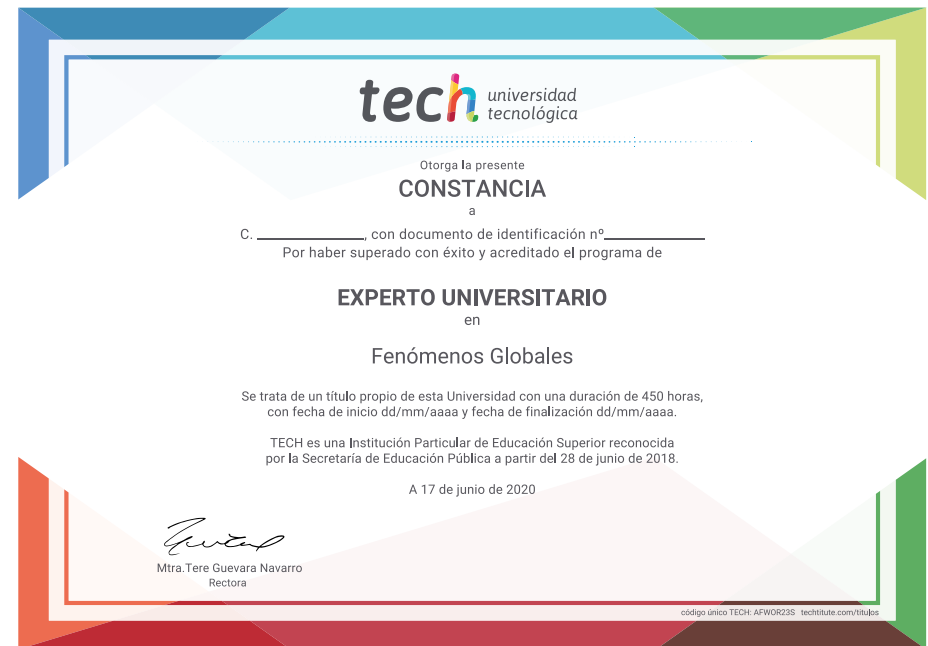 tech universidad
tecnológica
Otorga la presente
CONSTANCIA
a
C. ____________, con documento de identificación nº____________
Por haber superado con éxito y acreditado el programa de
EXPERTO UNIVERSITARIO
en
Fenómenos Globales
Se trata de un título propio de esta Universidad con una duración de 450 horas,
con fecha de inicio dd/mm/aaaa y fecha de finalización dd/mm/aaaa.
TECH es una Institución Particular de Educación Superior reconocida
por la Secretaría de Educación Pública a partir del 28 de junio de 2018.
A 17 de junio de 2020
Mtra.Tere Guevara Navarro
Rectora
código único TECH: AFWOR23S techtitute.com/titulos